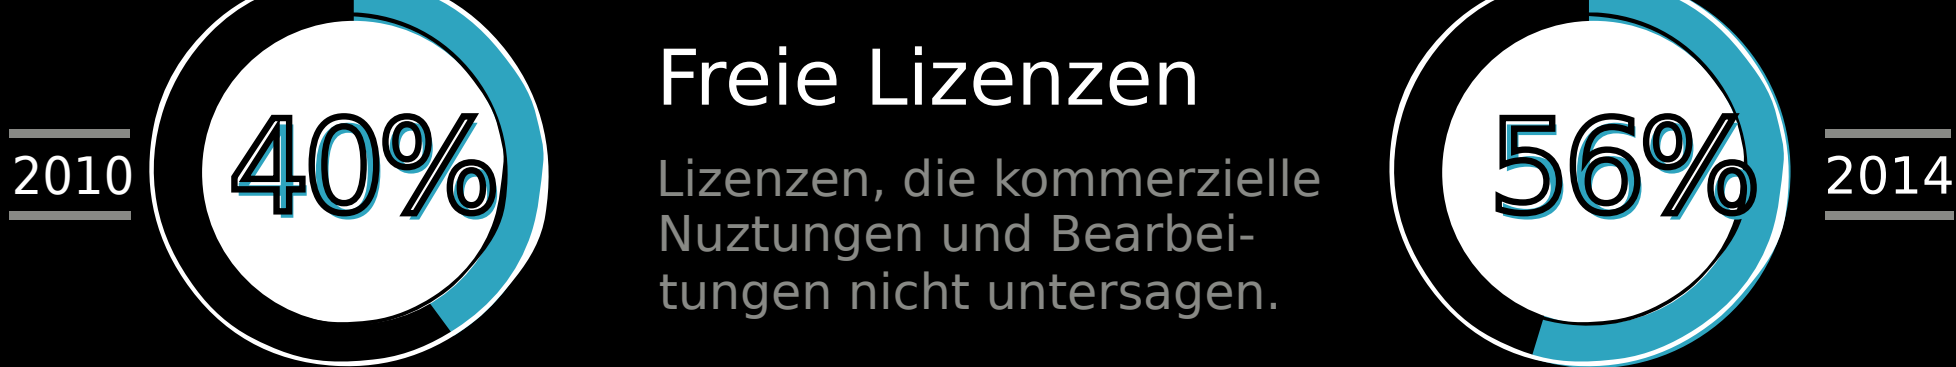 2010
40%
Freie Lizenzen
Lizenzen, die kommerzielle
Nuztungen und Bearbei-
tungen nicht untersagen.
56%
2014